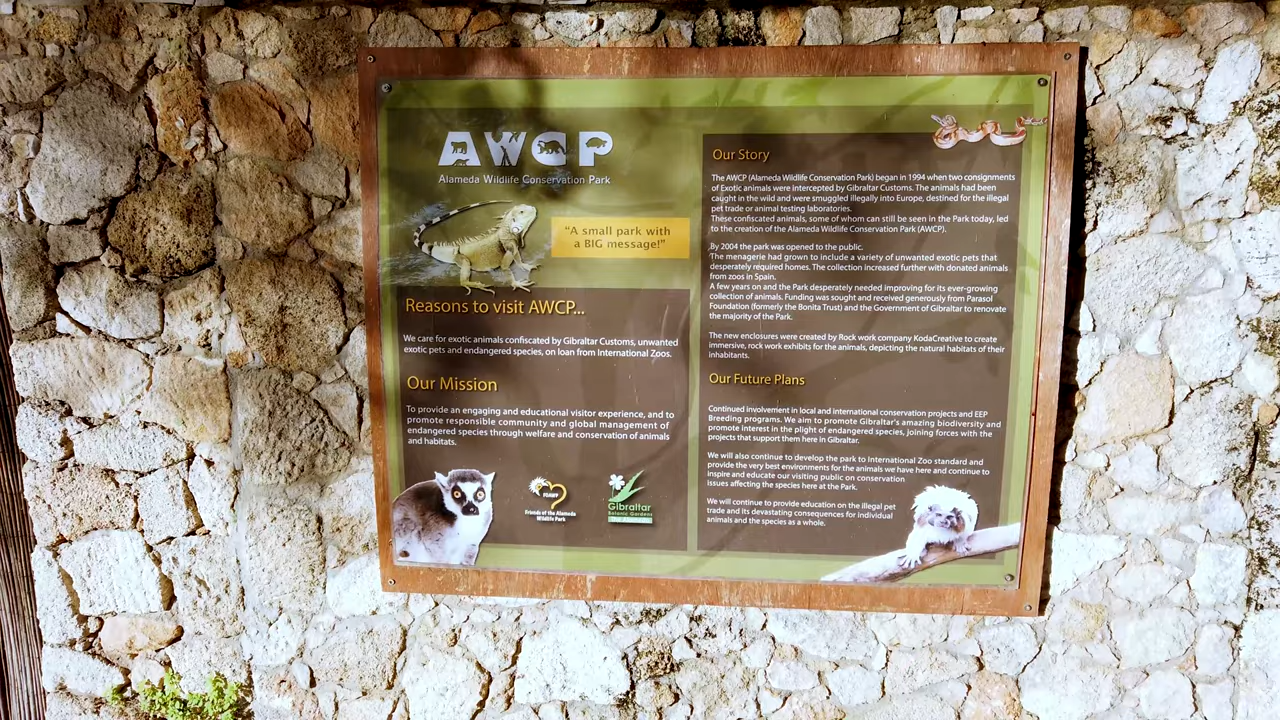 AWCP
Alameda Wildlife Conservation Park
"A small park with
a BIG message!"
Reasons to visit AWCP...
We care for exotic animals confiscated by Gibraltar Customs, unwanted
exotic pets and endangered species, on loan from International Zoos.
Our Mission
To provide an engaging and educational visitor experience, and to
promote responsible community and global management of
endangered species through welfare and conservation of animals
and habitats.
FOAWP
Friends of the Alameda
Wildlife Park
Gibraltar
Botanic Gardens
The Alameda
Our Story
The AWCP (Alameda Wildlife Conservation Park) began in 1994 when two consignments
of Exotic animals were intercepted by Gibraltar Customs. The animals had been
caught in the wild and were smuggled illegally into Europe, destined for the illegal
pet trade or animal testing laboratories.
These confiscated animals, some of whom can still be seen in the Park today, led
to the creation of the Alameda Wildlife Conservation Park (AWCP).
By 2004 the park was opened to the public.
The menagerie had grown to include a variety of unwanted exotic pets that
desperately required homes. The collection increased further with donated animals
from zoos in Spain.
A few years on and the Park desperately needed improving for its ever-growing
collection of animals. Funding was sought and received generously from Parasol
Foundation (formerly the Bonita Trust) and the Government of Gibraltar to renovate
the majority of the Park.
The new enclosures were created by Rock work company KodaCreative to create
immersive, rock work exhibits for the animals, depicting the natural habitats of their
inhabitants.
Our Future Plans
Continued involvement in local and international conservation projects and EEP
Breeding programs. We aim to promote Gibraltar's amazing biodiversity and
promote interest in the plight of endangered species, joining forces with the
projects that support them here in Gibraltar.
We will also continue to develop the park to International Zoo standard and
provide the very best environments for the animals we have here and continue to
inspire and educate our visiting public on conservation
issues affecting the species here at the Park.
We will continue to provide education on the illegal pet
trade and its devastating consequences for individual
animals and the species as a whole.